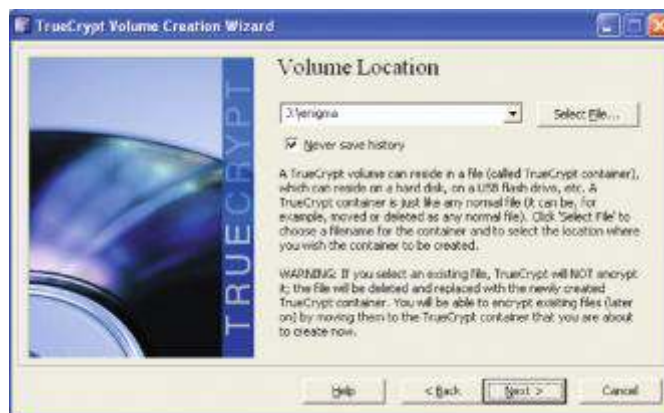 TrueCrypt Volume Creation Wizard
TRUECRYPT
Volume Location
J:\enigma
Select File...
Never save history
A TrueCrypt volume can reside in a file (called TrueCrypt container),
which can reside on a hard disk, on a USB flash drive, etc. A
TrueCrypt container is just like any normal file (it can be, for
example, moved or deleted as any normal file). Click 'Select File' to
choose a filename for the container and to select the location where
you wish the container to be created.
WARNING: If you select an existing file, TrueCrypt will NOT encrypt
it; the file will be deleted and replaced with the newly created
TrueCrypt container. You will be able to encrypt existing files (later
on) by moving them to the TrueCrypt container that you are about
to create now.
Help
< Back
Next >
Cancel